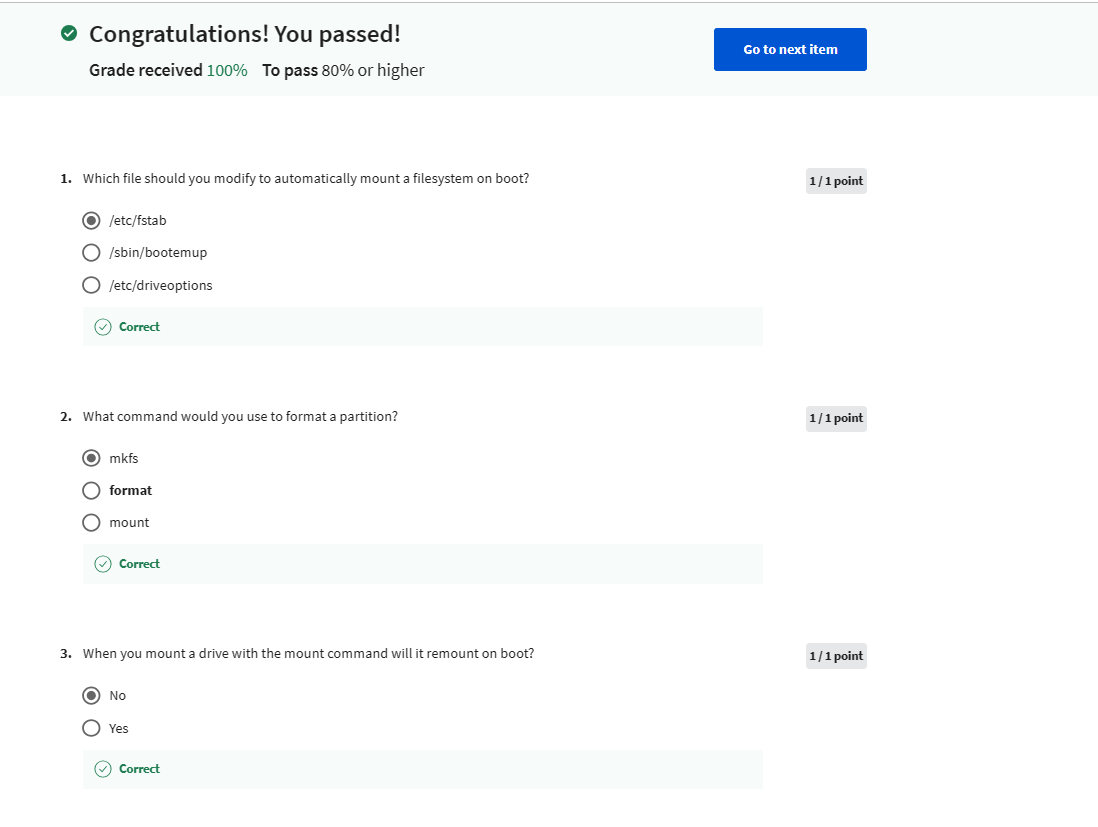 Congratulations! You passed!
Go to next item
Grade received 100% To pass 80% or higher
1. Which file should you modify to automatically mount a filesystem on boot?
1 / 1 point
/etc/fstab
/sbin/bootemup
/etc/driveoptions
Correct
2. What command would you use to format a partition?
1 / 1 point
mkfs
format
mount
Correct
3. When you mount a drive with the mount command will it remount on boot?
1 / 1 point
No
Yes
Correct